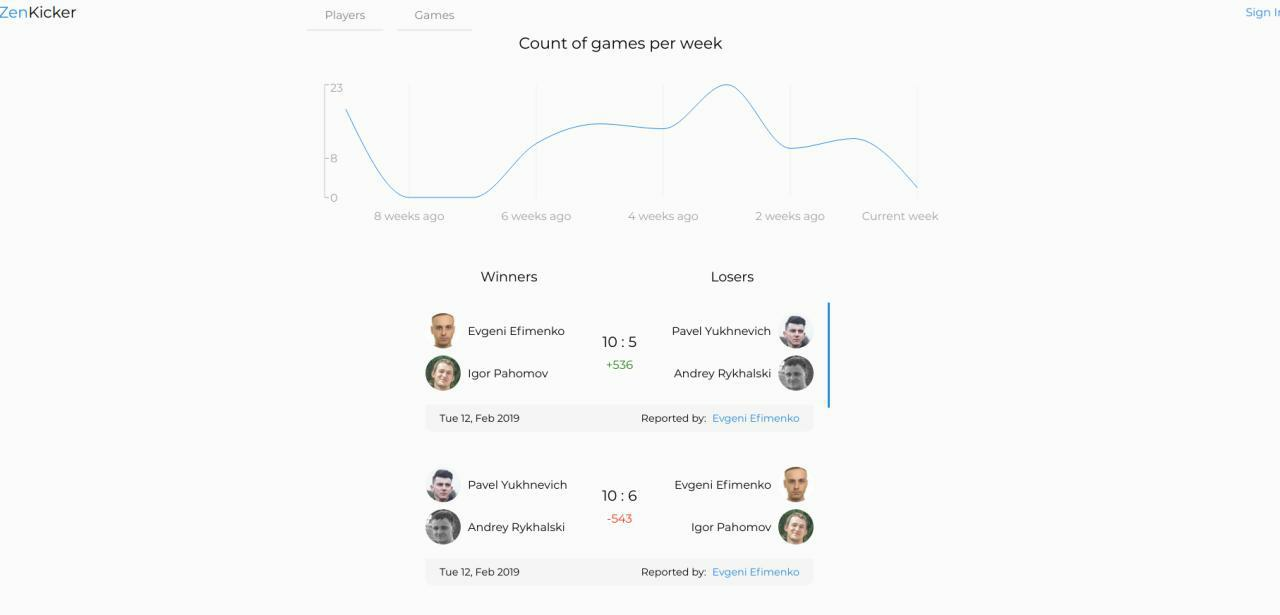 ZenKicker
Players
Games
Sign In
Count of games per week
23
8
0
8 weeks ago
6 weeks ago
4 weeks ago
2 weeks ago
Current week
Winners
Losers
Evgeni Efimenko
Igor Pahomov
10 : 5
+536
Pavel Yukhnevich
Andrey Rykhalski
Tue 12, Feb 2019
Reported by: Evgeni Efimenko
Pavel Yukhnevich
Andrey Rykhalski
10 : 6
-543
Evgeni Efimenko
Igor Pahomov
Tue 12, Feb 2019
Reported by: Evgeni Efimenko